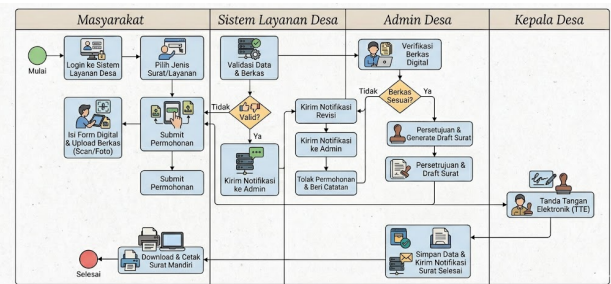 Masyarakat
Sistem Layanan Desa
Admin Desa
Kepala Desa
Mulai
Login ke Sistem
Layanan Desa
Pilih Jenis
Surat/Layanan
Isi Form Digital
& Upload Berkas
(Scan/Foto)
Submit
Permohonan
Submit
Permohonan
Download & Cetak
Surat Mandiri
Selesai
Validasi Data
& Berkas
Tidak
Valid?
Ya
Kirim Notifikasi
ke Admin
Kirim Notifikasi
Revisi
Kirim Notifikasi
ke Admin
Tolak Permohonan
& Beri Catatan
Verifikasi
Berkas
Digital
Tidak
Berkas
Sesuai?
Ya
Persetujuan &
Generate Draft Surat
Persetrujuan &
Draft Surat
Simpan Data &
Kirim Notifikasi
Surat Selesai
Tanda Tangan
Elektronik (TTE)